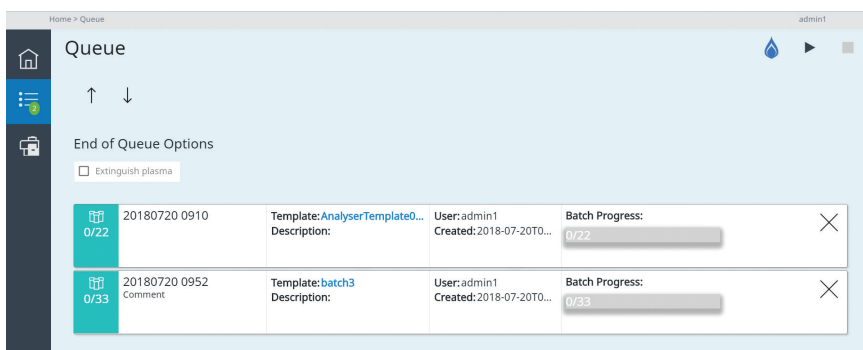 Home > Queue
admin1
Queue
2
End of Queue Options
Extinguish plasma
20180720 0910
0/22
Template:AnalyserTemplate0...
Description:
User:admin1
Created:2018-07-20T0...
Batch Progress:
0/22
20180720 0952
Comment
0/33
Template:batch3
Description:
User:admin1
Created:2018-07-20T0...
Batch Progress:
0/33